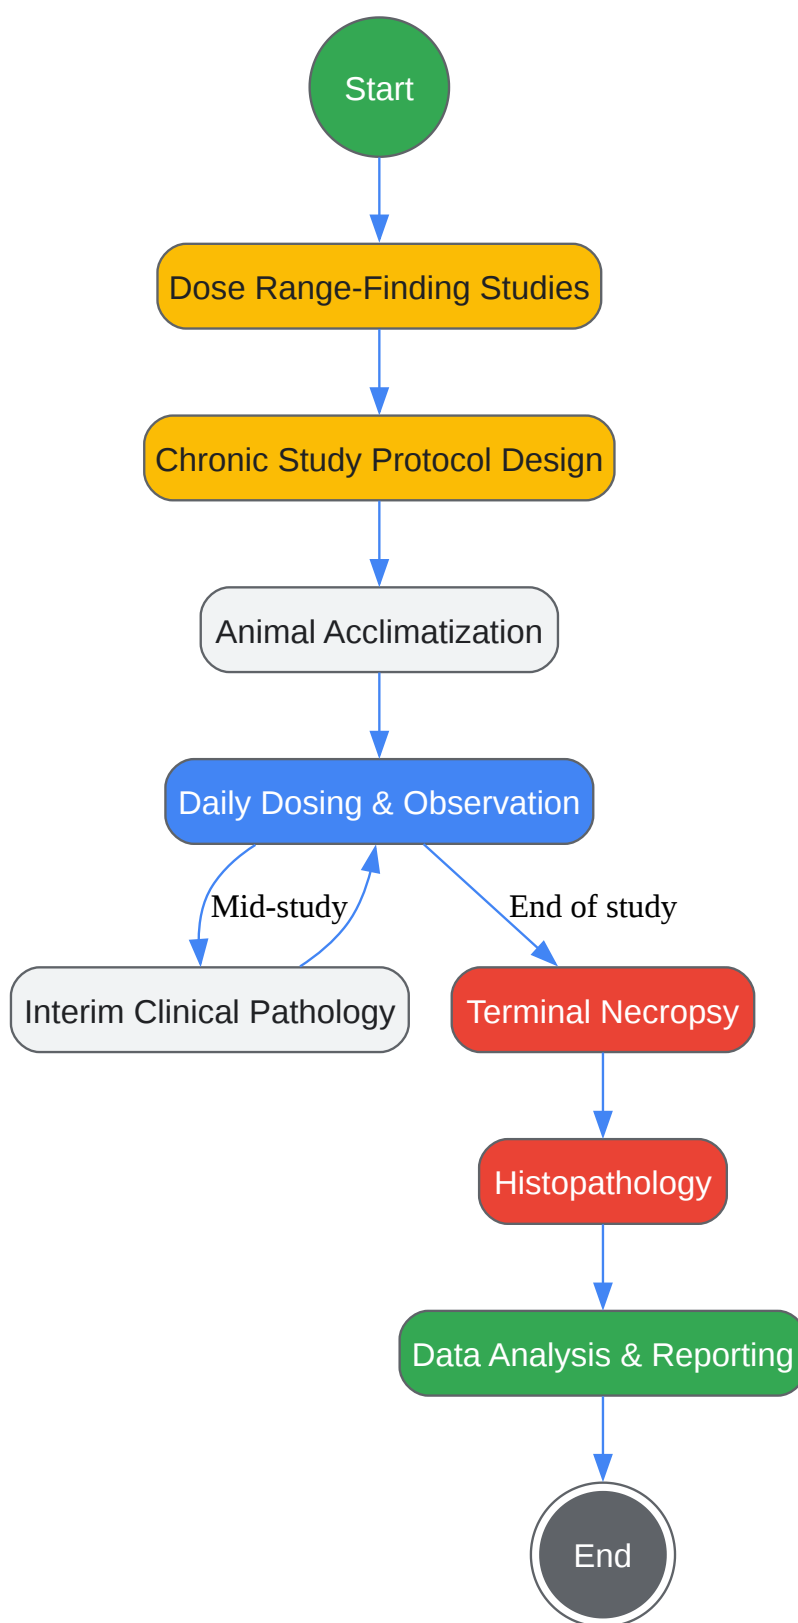 Start
Dose Range-Finding Studies
Chronic Study Protocol Design
Animal Acclimatization
Daily Dosing & Observation
Mid-study
End of study
Interim Clinical Pathology
Terminal Necropsy
Histopathology
Data Analysis & Reporting
End